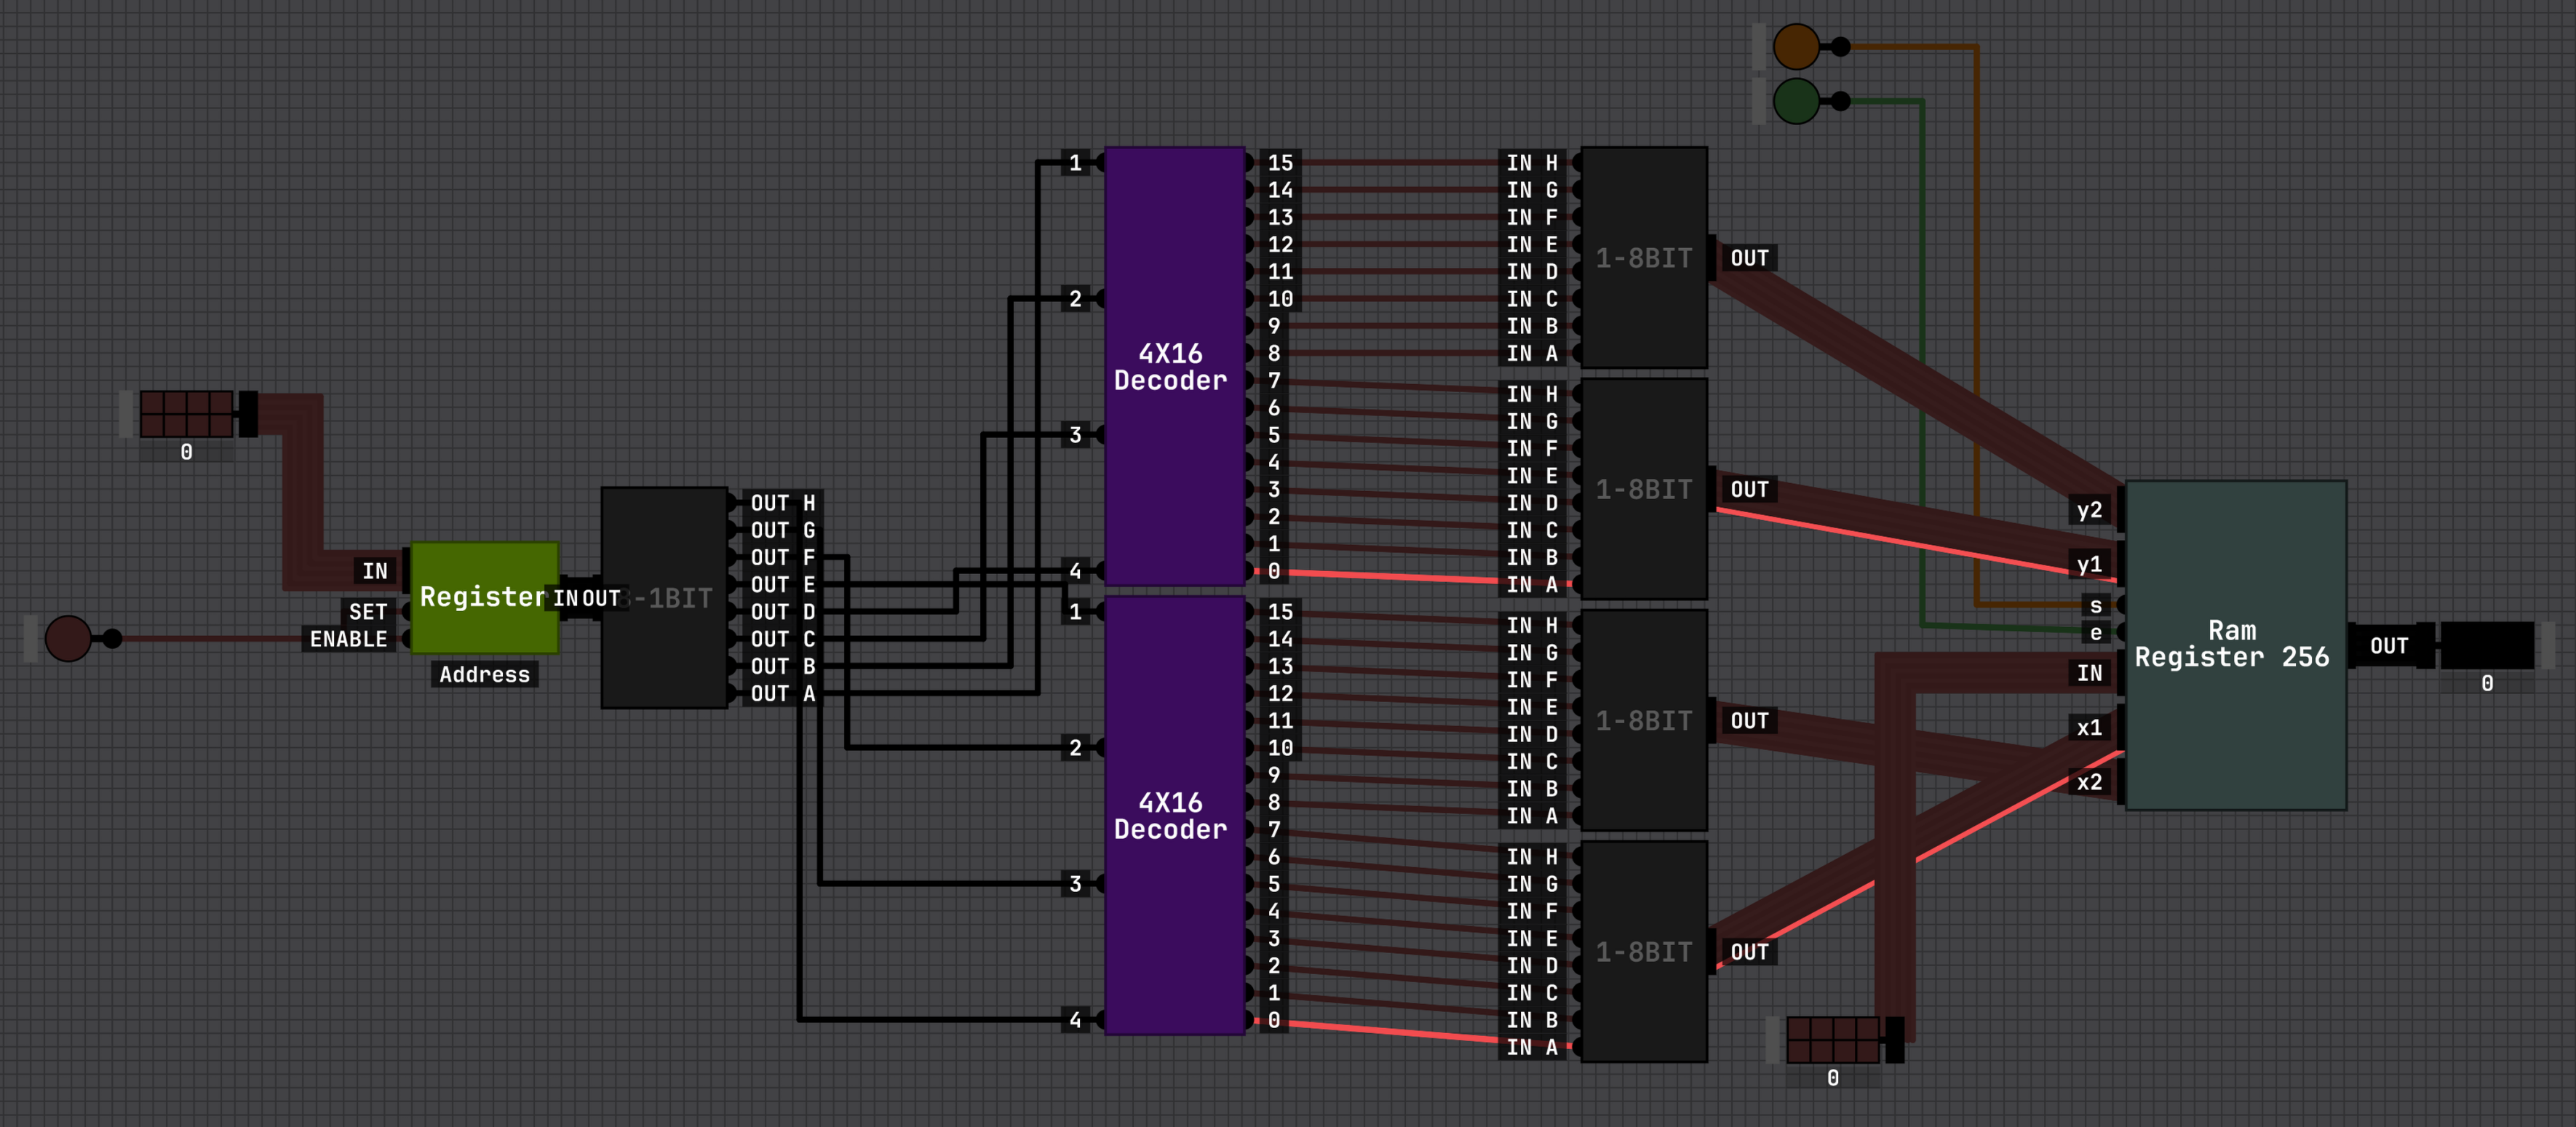 0
IN
SET
ENABLE
Register
Address
IN
OUT
8-1BIT
OUT H
OUT G
OUT F
OUT E
OUT D
OUT C
OUT B
OUT A
1
2
3
4
4X16
Decoder
15
14
13
12
11
10
9
8
7
6
5
4
3
2
1
0
1
2
3
4
4X16
Decoder
15
14
13
12
11
10
9
8
7
6
5
4
3
2
1
0
IN H
IN G
IN F
IN E
IN D
IN C
IN B
IN A
1-8BIT
OUT
IN H
IN G
IN F
IN E
IN D
IN C
IN B
IN A
1-8BIT
OUT
IN H
IN G
IN F
IN E
IN D
IN C
IN B
IN A
1-8BIT
OUT
IN H
IN G
IN F
IN E
IN D
IN C
IN B
IN A
1-8BIT
OUT
0
y2
y1
s
e
IN
x1
x2
Ram
Register 256
OUT
0